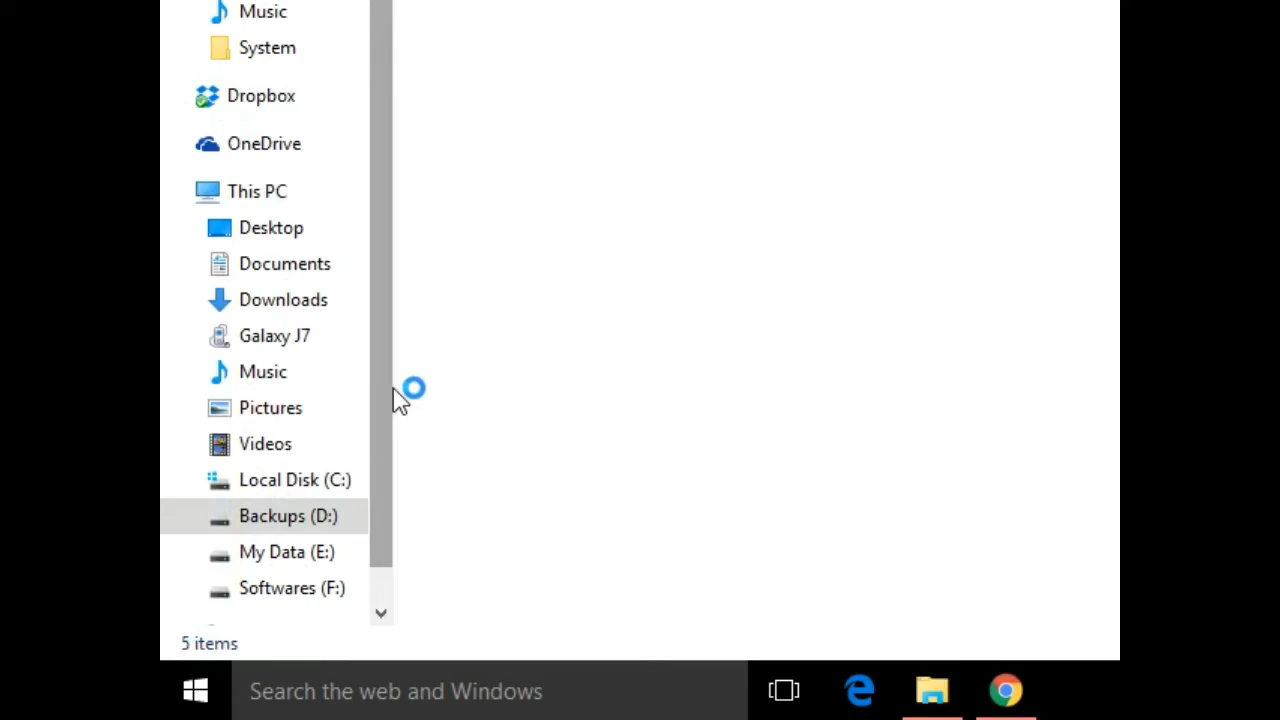 Music
System
Dropbox
OneDrive
This PC
Desktop
Documents
Downloads
Galaxy J7
Music
Pictures
Videos
Local Disk (C:)
Backups (D:)
My Data (E:)
Softwares (F:)
5 items
Search the web and Windows